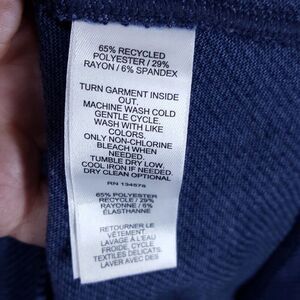 65% RECYCLED
POLYESTER / 29%
RAYON / 6% SPANDEX
TURN GARMENT INSIDE
OUT.
MACHINE WASH COLD
GENTLE CYCLE.
WASH WITH LIKE
COLORS.
ONLY NON-CHLORINE
BLEACH WHEN
NEEDED.
TUMBLE DRY LOW.
COOL IRON IF NEEDED.
DRY CLEAN OPTIONAL
RN 134576
65% POLYESTER
RECYCLÉ / 29%
RAYONNE / 6%
ÉLASTHANNE
RETOURNER LE
VÊTEMENT.
LAVAGE À L'EAU
FROIDE, CYCLE
TEXTILES DÉLICATS.
LAVER AVEC DES